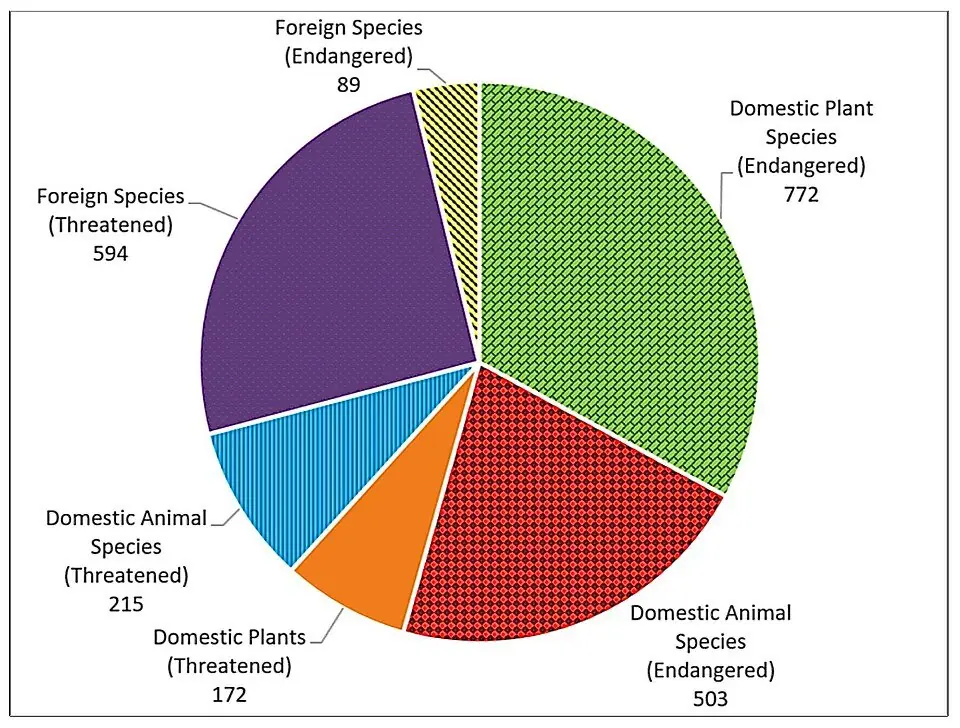 Foreign Species
(Endangered)
89
Domestic Plant
Species
(Endangered)
772
Foreign Species
(Threatened)
594
Domestic Animal
Species
(Threatened)
215
Domestic Plants
(Threatened)
172
Domestic Animal
Species
(Endangered)
503